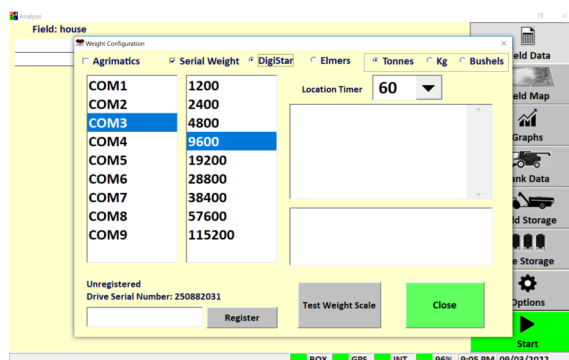 Analysis
Field: house
Weight Configuration
Agrimatics Serial Weight DigiStar Elmers Tonnes Kg Bushels
COM1
COM2
COM3
COM4
COM5
COM6
COM7
COM8
COM9
1200
2400
4800
9600
19200
28800
38400
57600
115200
Location Timer 60
Unregistered
Drive Serial Number: 250882031
Register
Test Weight Scale
Close
eld Data
eld Map
Graphs
ank Data
ld Storage
e Storage
Options
Start
BOX GPS INT 96% 9:05 PM 09/03/2022